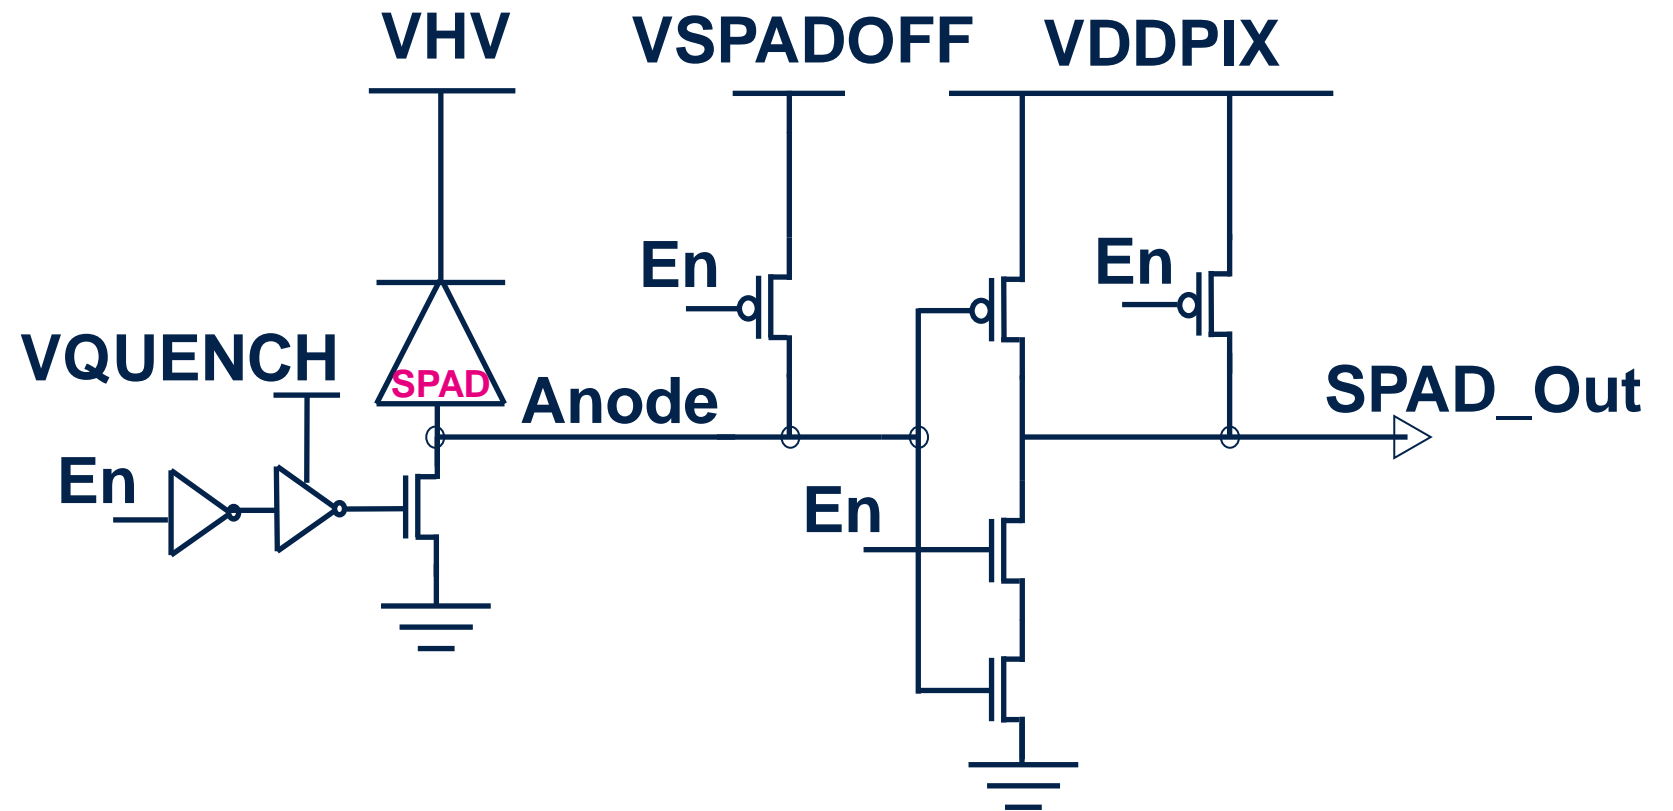 VHV
VSPADOFF
VDDPIX
En
En
VQUENCH
SPAD
Anode
SPAD_Out
En
En